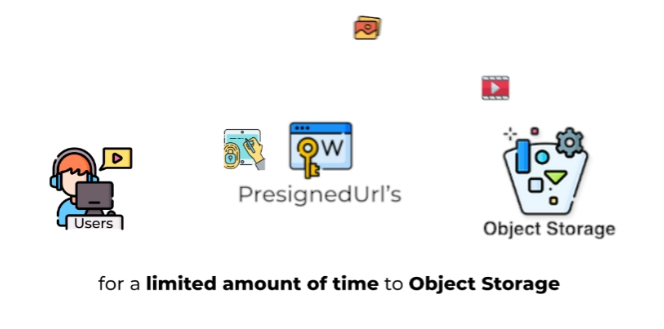 W
PresignedUrl's
Users
Object Storage
for a limited amount of time to Object Storage